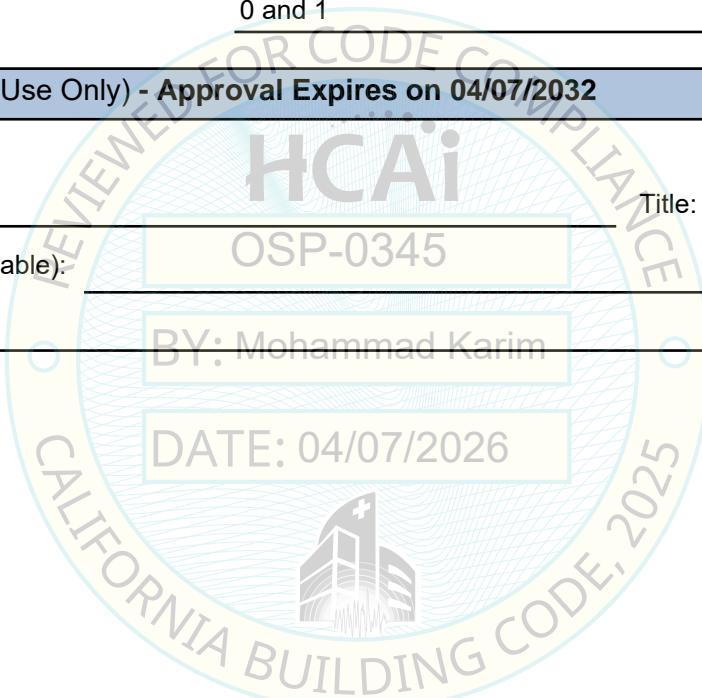 0 and 1
Use Only) - Approval Expires on 04/07/2032
REVIEWED FOR CODE COMPLIANCE
HCAi
Title:
OSP-0345
able):
BY: Mohammad Karim
DATE: 04/07/2026
CALIFORNIA BUILDING CODE, 2025